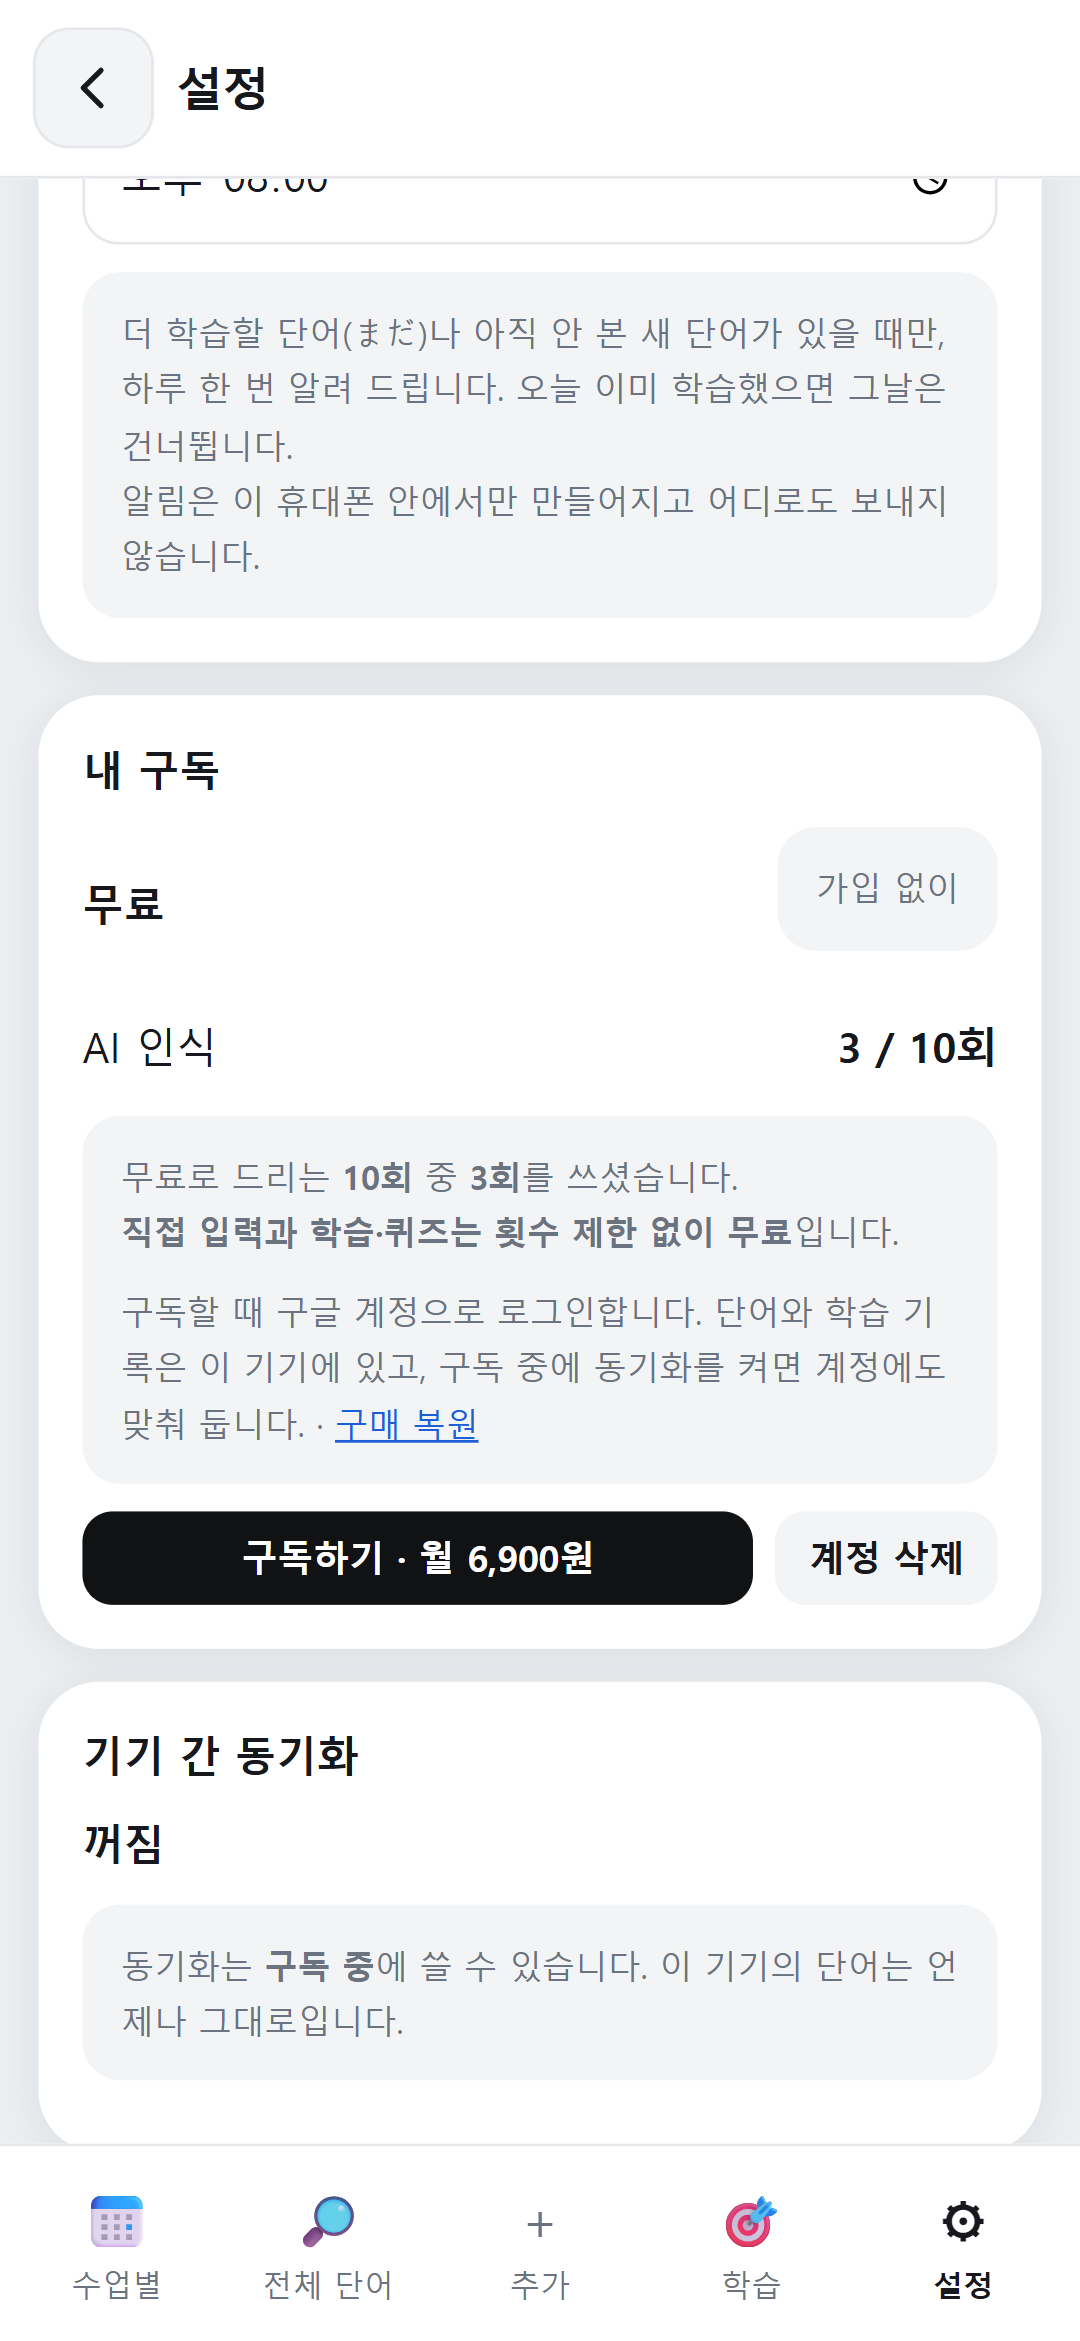 설정
오후 08:00
더 학습할 단어(まだ)나 아직 안 본 새 단어가 있을 때만,
하루 한 번 알려 드립니다. 오늘 이미 학습했으면 그날은
건너뜁니다.
알림은 이 휴대폰 안에서만 만들어지고 어디로도 보내지
않습니다.
내 구독
무료
가입 없이
AI 인식
3 / 10회
무료로 드리는 10회 중 3회를 쓰셨습니다.
직접 입력과 학습·퀴즈는 횟수 제한 없이 무료입니다.
구독할 때 구글 계정으로 로그인합니다. 단어와 학습 기
록은 이 기기에 있고, 구독 중에 동기화를 켜면 계정에도
맞춰 둡니다. · 구매 복원
구독하기 · 월 6,900원
계정 삭제
기기 간 동기화
꺼짐
동기화는 구독 중에 쓸 수 있습니다. 이 기기의 단어는 언
제나 그대로입니다.
수업별
전체 단어
추가
학습
설정